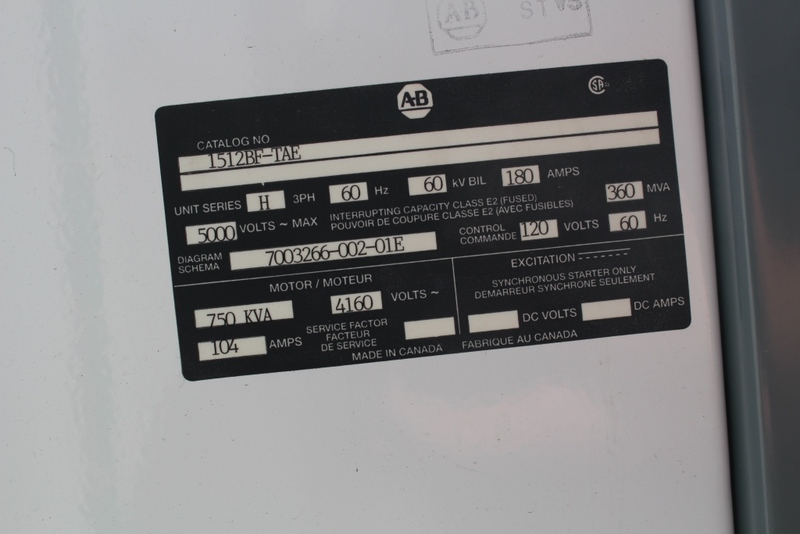 AB ST
A-B
SA
CATALOG NO
1512BF-TAE
UNIT SERIES H 3PH 60 Hz 60 kV BIL 180 AMPS
5000 VOLTS ~ MAX INTERRUPTING CAPACITY CLASS E2 (FUSED) 360 MVA
POUVOIR DE COUPURE CLASSE E2 (AVEC FUSIBLES)
DIAGRAM
SCHEMA 7003266-002-01E CONTROL
COMMANDE 120 VOLTS 60 Hz
MOTOR / MOTEUR
750 KVA 4160 VOLTS ~
104 AMPS SERVICE FACTOR
FACTEUR
DE SERVICE
EXCITATION
SYNCHRONOUS STARTER ONLY
DEMARREUR SYNCHRONE SEULEMENT
DC VOLTS DC AMPS
MADE IN CANADA FABRIQUE AU CANADA